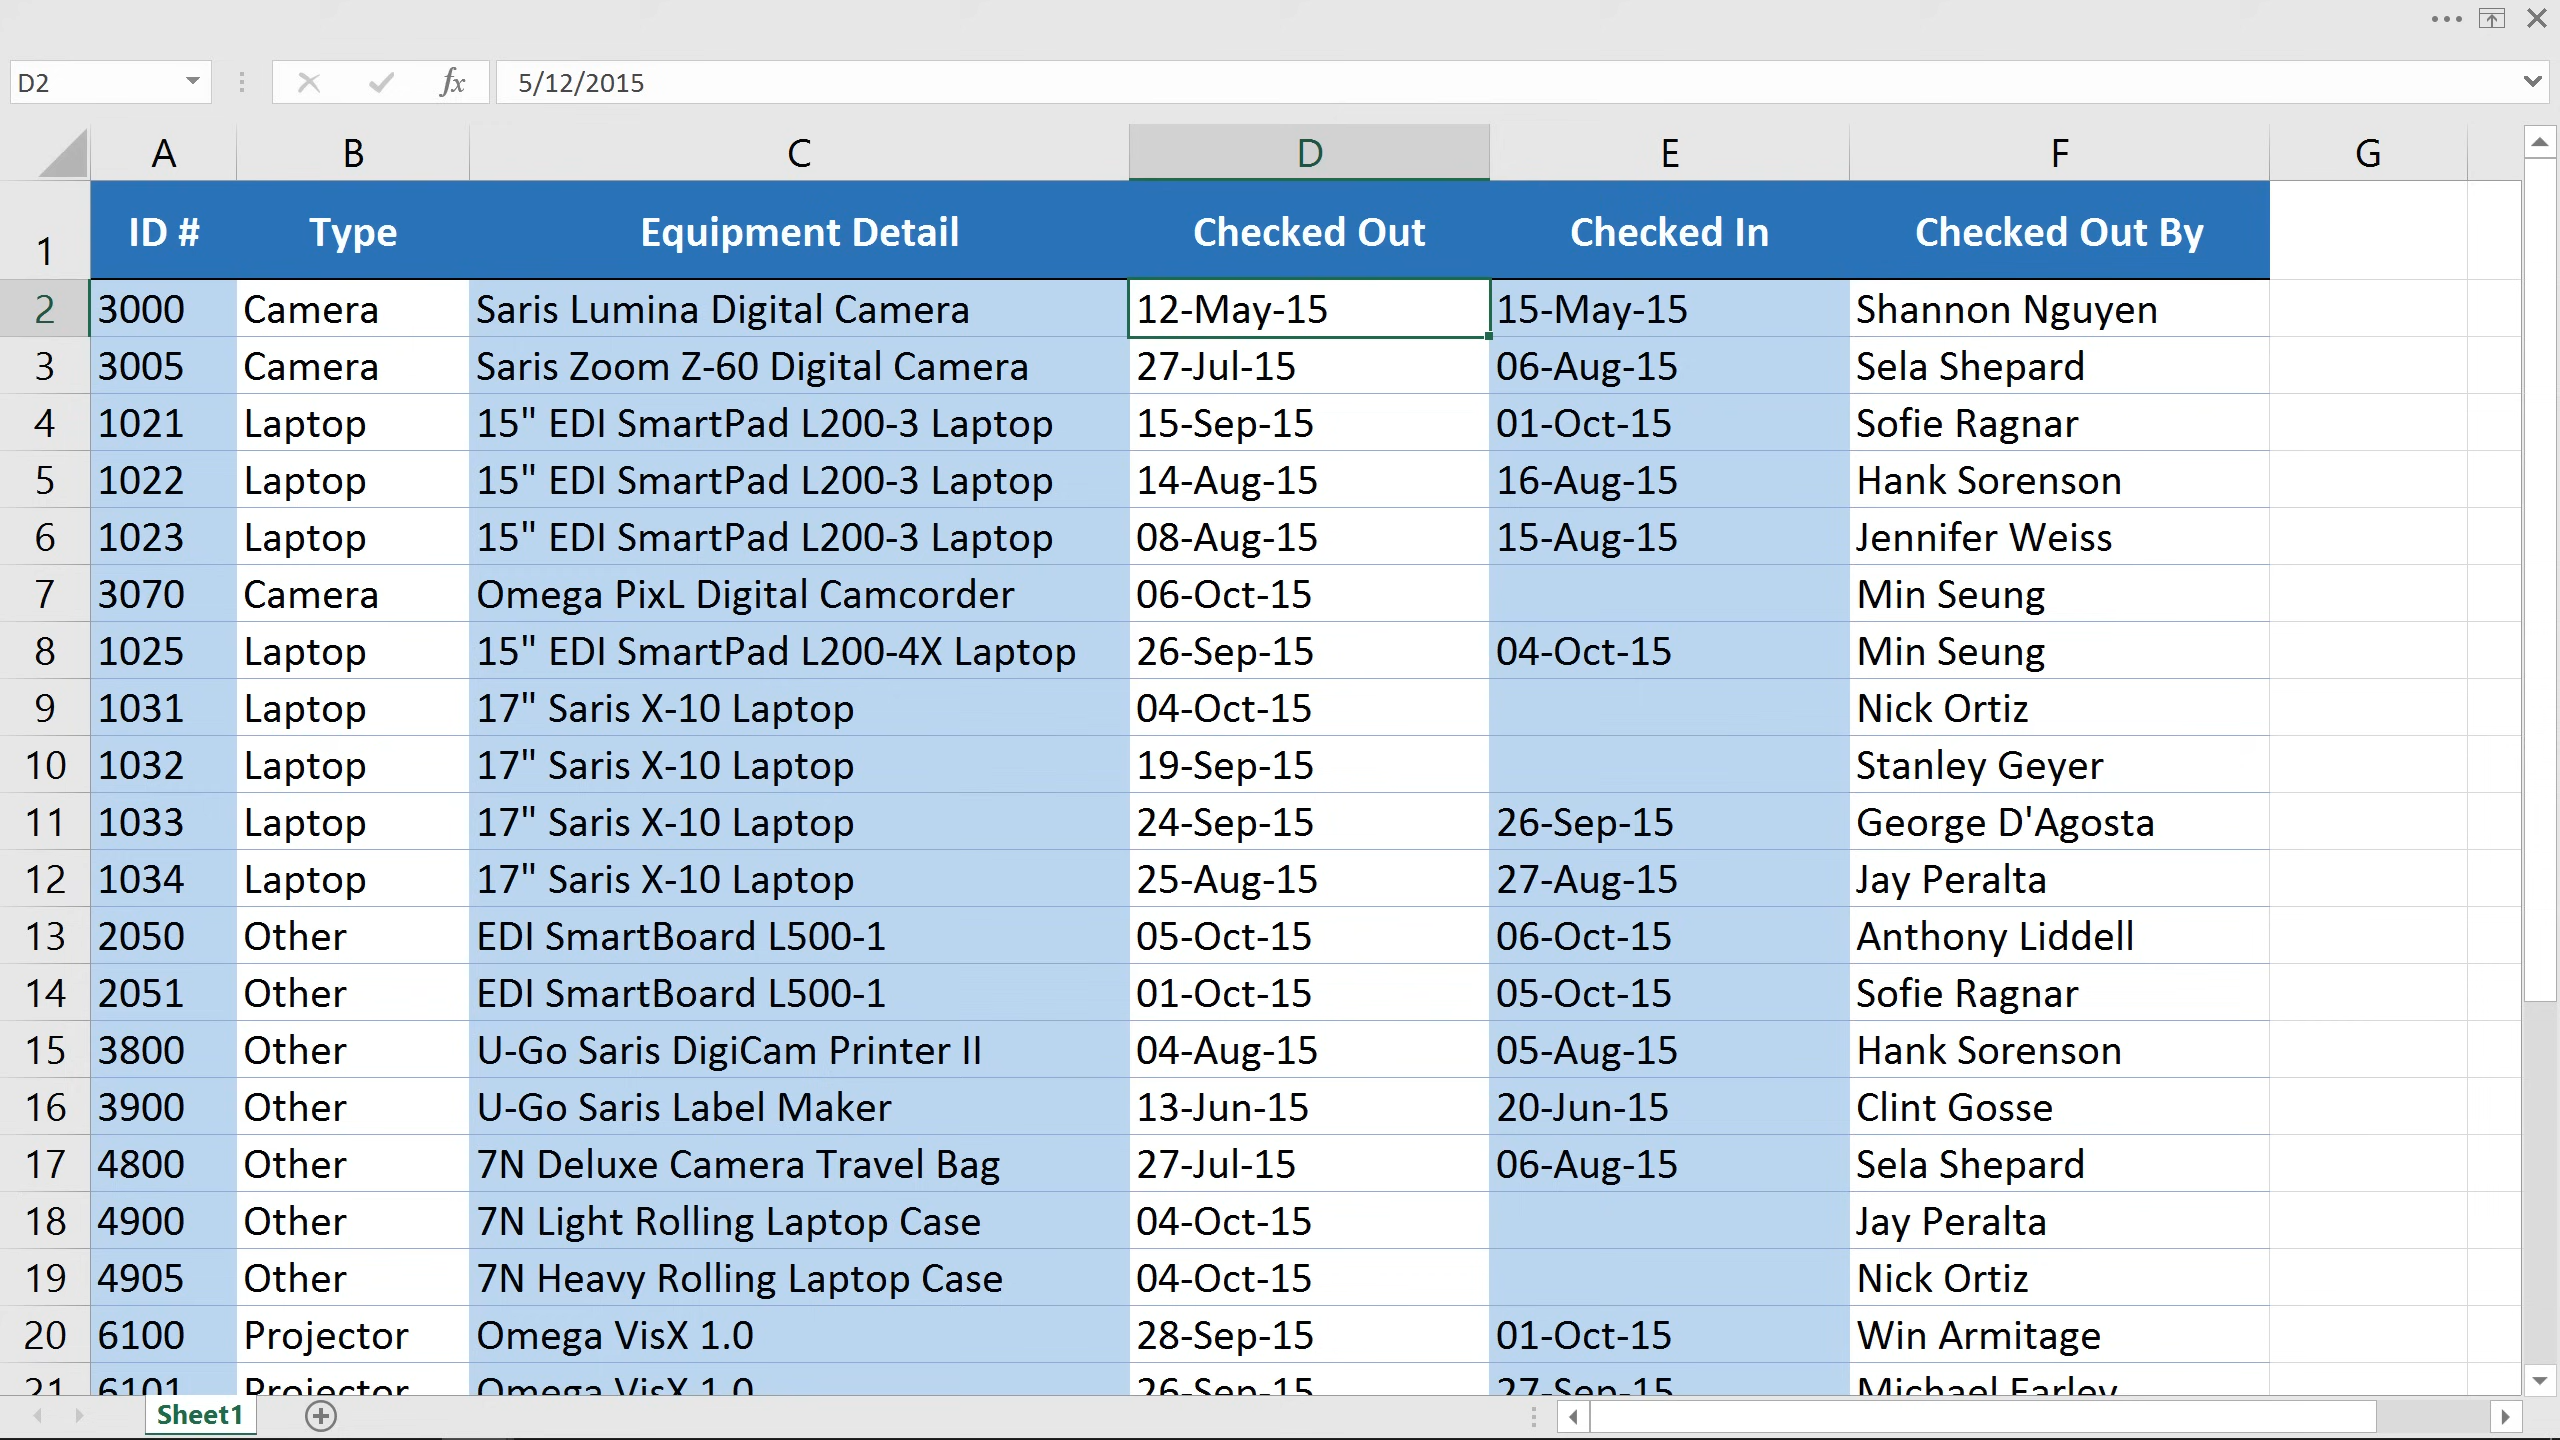 D2 fx 5/12/2015
A B C D E F G
1 ID # Type Equipment Detail Checked Out Checked In Checked Out By
2 3000 Camera Saris Lumina Digital Camera 12-May-15 15-May-15 Shannon Nguyen
3 3005 Camera Saris Zoom Z-60 Digital Camera 27-Jul-15 06-Aug-15 Sela Shepard
4 1021 Laptop 15" EDI SmartPad L200-3 Laptop 15-Sep-15 01-Oct-15 Sofie Ragnar
5 1022 Laptop 15" EDI SmartPad L200-3 Laptop 14-Aug-15 16-Aug-15 Hank Sorenson
6 1023 Laptop 15" EDI SmartPad L200-3 Laptop 08-Aug-15 15-Aug-15 Jennifer Weiss
7 3070 Camera Omega PixL Digital Camcorder 06-Oct-15 Min Seung
8 1025 Laptop 15" EDI SmartPad L200-4X Laptop 26-Sep-15 04-Oct-15 Min Seung
9 1031 Laptop 17" Saris X-10 Laptop 04-Oct-15 Nick Ortiz
10 1032 Laptop 17" Saris X-10 Laptop 19-Sep-15 Stanley Geyer
11 1033 Laptop 17" Saris X-10 Laptop 24-Sep-15 26-Sep-15 George D'Agosta
12 1034 Laptop 17" Saris X-10 Laptop 25-Aug-15 27-Aug-15 Jay Peralta
13 2050 Other EDI SmartBoard L500-1 05-Oct-15 06-Oct-15 Anthony Liddell
14 2051 Other EDI SmartBoard L500-1 01-Oct-15 05-Oct-15 Sofie Ragnar
15 3800 Other U-Go Saris DigiCam Printer II 04-Aug-15 05-Aug-15 Hank Sorenson
16 3900 Other U-Go Saris Label Maker 13-Jun-15 20-Jun-15 Clint Gosse
17 4800 Other 7N Deluxe Camera Travel Bag 27-Jul-15 06-Aug-15 Sela Shepard
18 4900 Other 7N Light Rolling Laptop Case 04-Oct-15 Jay Peralta
19 4905 Other 7N Heavy Rolling Laptop Case 04-Oct-15 Nick Ortiz
20 6100 Projector Omega VisX 1.0 28-Sep-15 01-Oct-15 Win Armitage
21 6101 Projector Omega VisX 1.0 26-Sep-15 27-Sep-15 Michael Farley
Sheet1